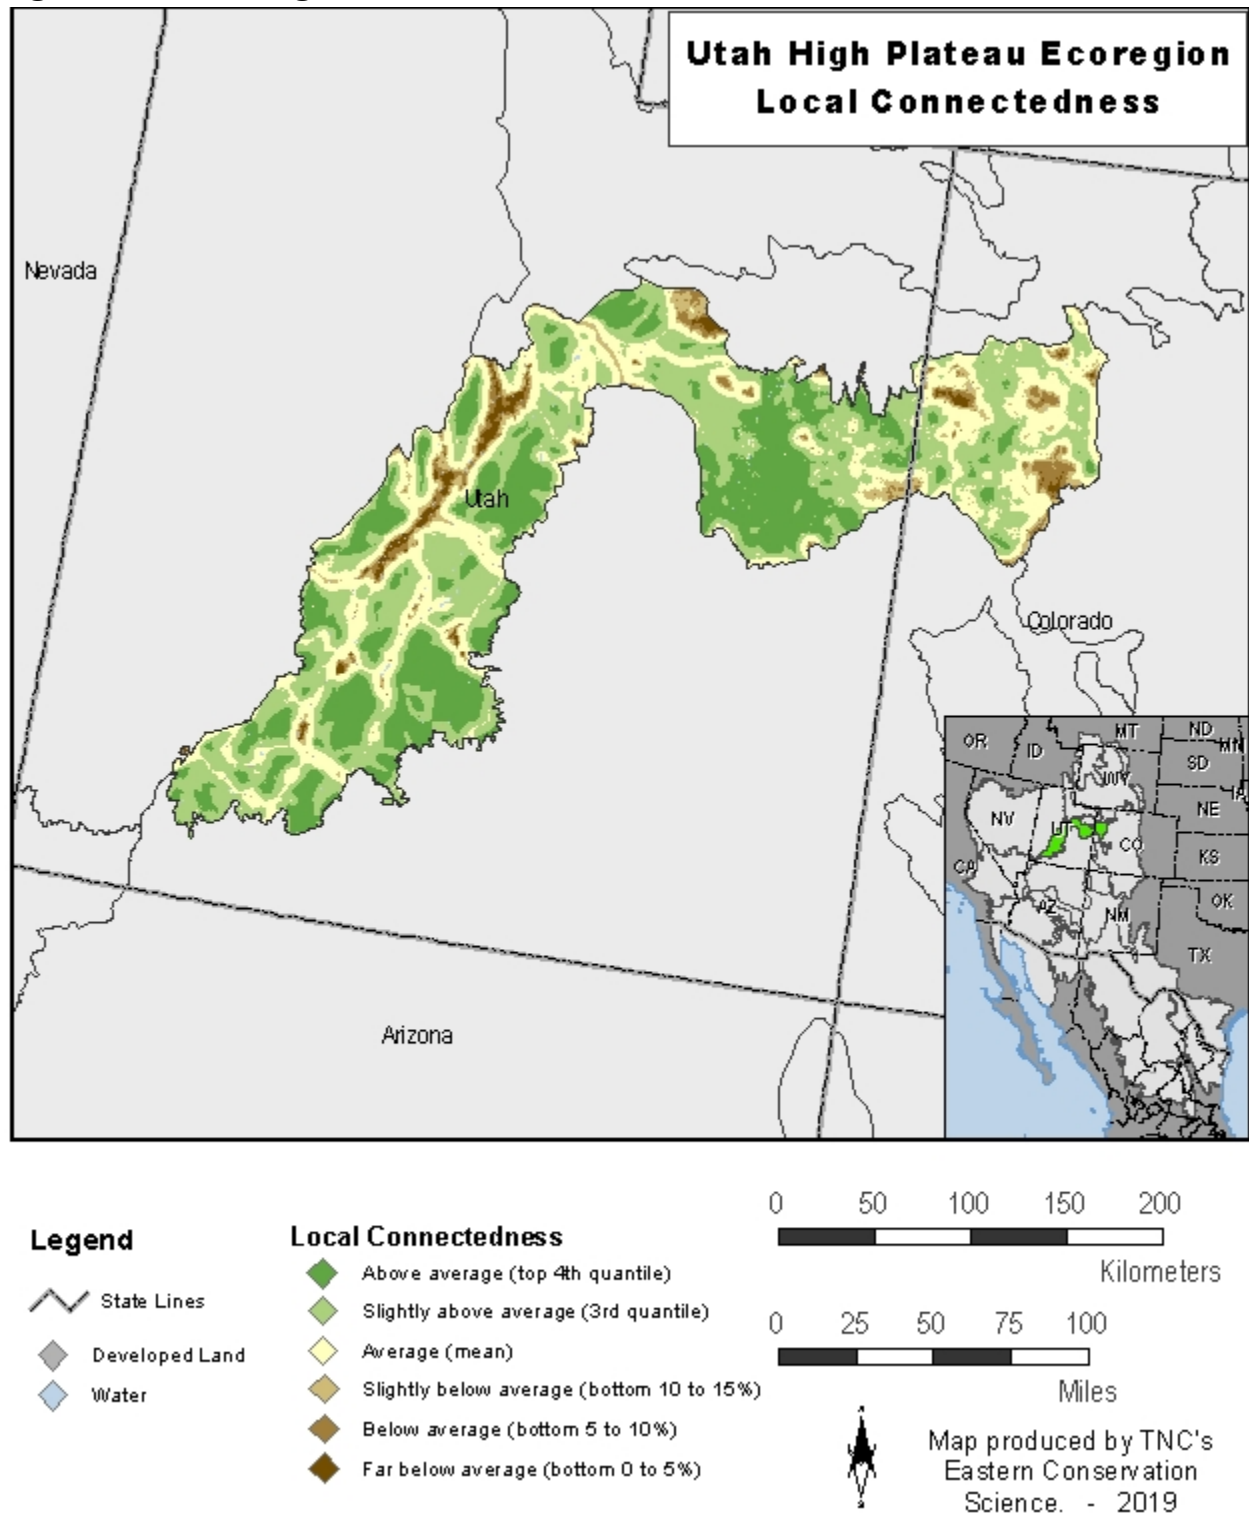 Utah High Plateau Ecoregion
Local Connectedness
Nevada
Utah
Colorado
Arizona
OR
ID
MT
ND
MN
SD
WY
IA
NE
NV
CO
KS
CA
OK
AZ
NM
TX
Legend
State Lines
Developed Land
Water
Local Connectedness
Above average (top 4th quantile)
Slightly above average (3rd quantile)
Average (mean)
Slightly below average (bottom 10 to 15%)
Below average (bottom 5 to 10%)
Far below average (bottom 0 to 5%)
0 50 100 150 200
Kilometers
0 25 50 75 100
Miles
Map produced by TNC's
Eastern Conservation
Science. - 2019